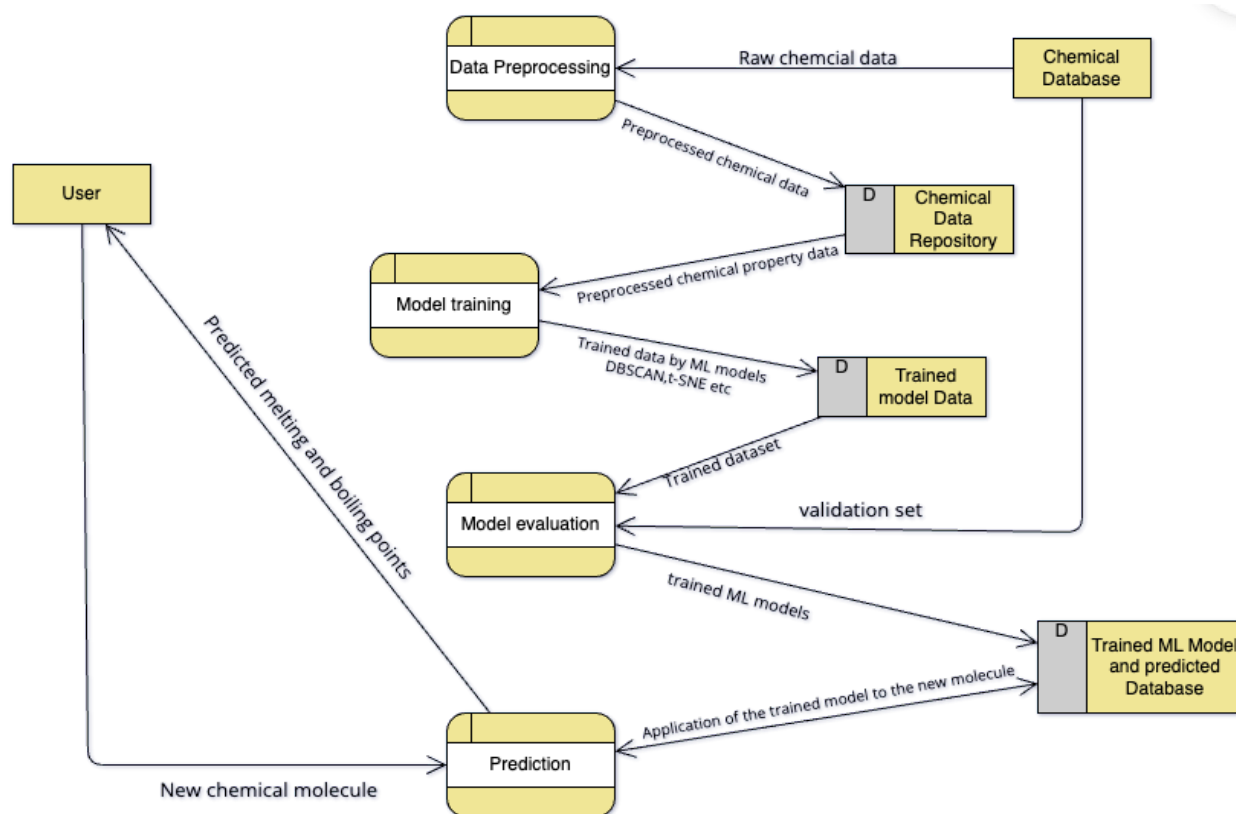 Data Preprocessing
Raw chemcial data
Chemical
Database
Preprocessed chemical data
User
D
Chemical
Data
Repository
Preprocessed chemical property data
Model training
Trained data by ML models
DBSCAN,t-SNE etc
D
Trained
model Data
Predicted melting and boiling points
Trained dataset
Model evaluation
validation set
trained ML models
D
Trained ML Model
and predicted
Database
Application of the trained model to the new molecule
Prediction
New chemical molecule